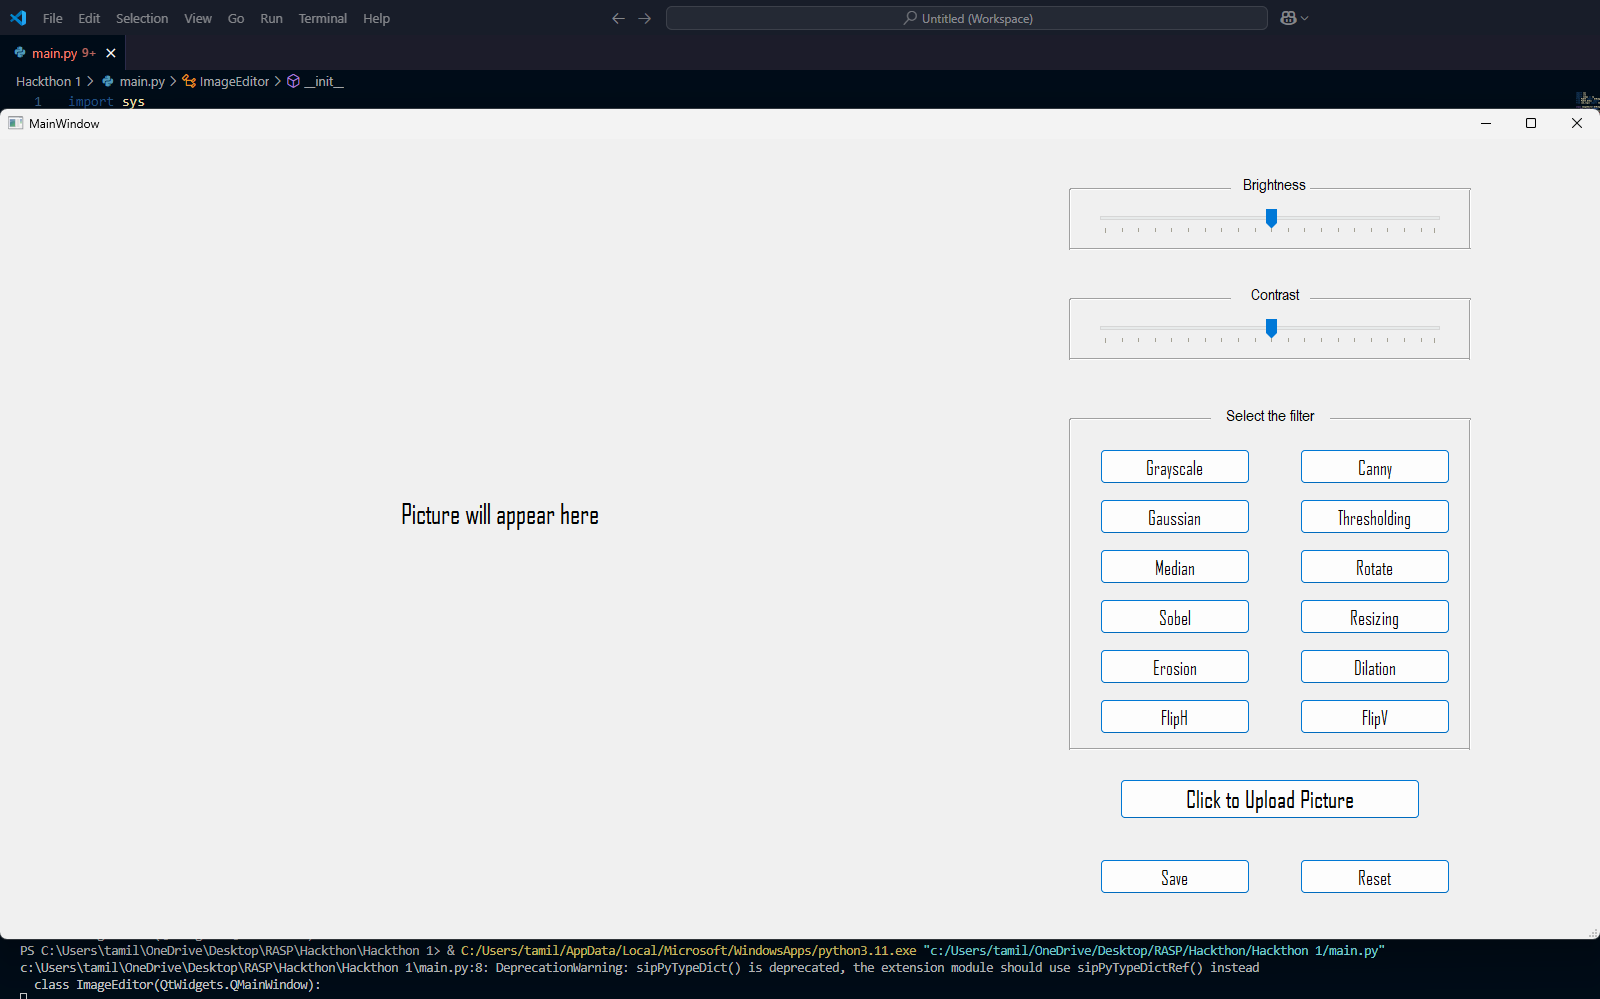 File Edit Selection View Go Run Terminal Help
Untitled (Workspace)
main.py 9+
Hackthon 1 > main.py > ImageEditor > __init__
1 import sys
MainWindow
Brightness
Contrast
Select the filter
Picture will appear here
Grayscale Canny
Gaussian Thresholding
Median Rotate
Sobel Resizing
Erosion Dilation
FlipH FlipV
Click to Upload Picture
Save Reset
PS C:\Users\tamil\OneDrive\Desktop\RASP\Hackthon\Hackthon 1> & C:/Users/tamil/AppData/Local/Microsoft/WindowsApps/python3.11.exe "c:/Users/tamil/OneDrive/Desktop/RASP/Hackthon/Hackthon 1/main.py"
c:\Users\tamil\OneDrive\Desktop\RASP\Hackthon\Hackthon 1\main.py:8: DeprecationWarning: sipPyTypeDict() is deprecated, the extension module should use sipPyTypeDictRef() instead
class ImageEditor(QtWidgets.QMainWindow):